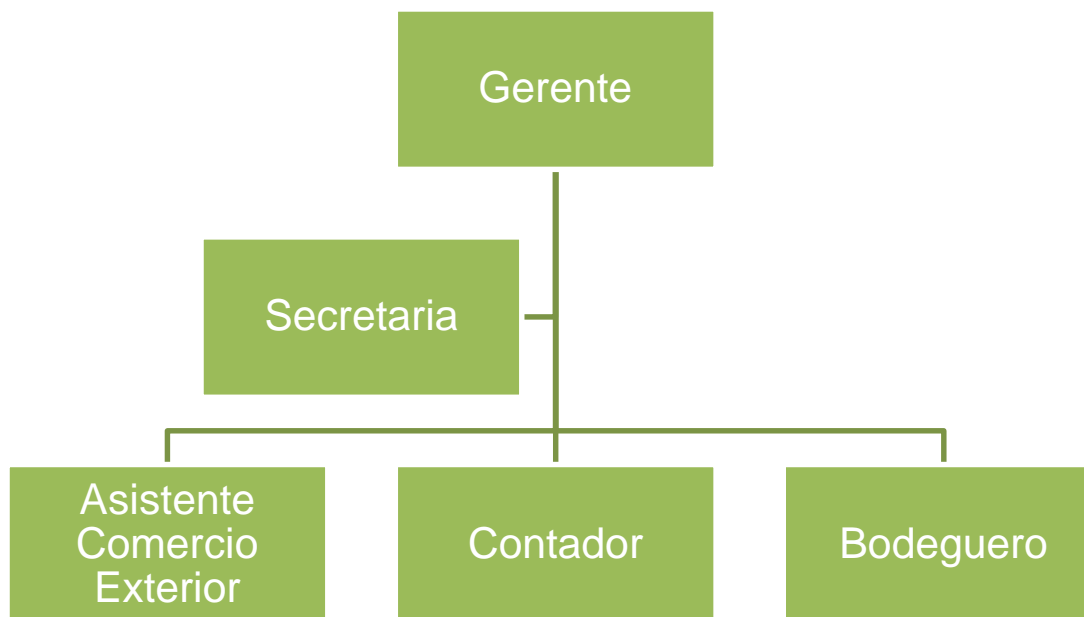 Gerente
Secretaria
Asistente
Comercio
Exterior
Contador
Bodeguero